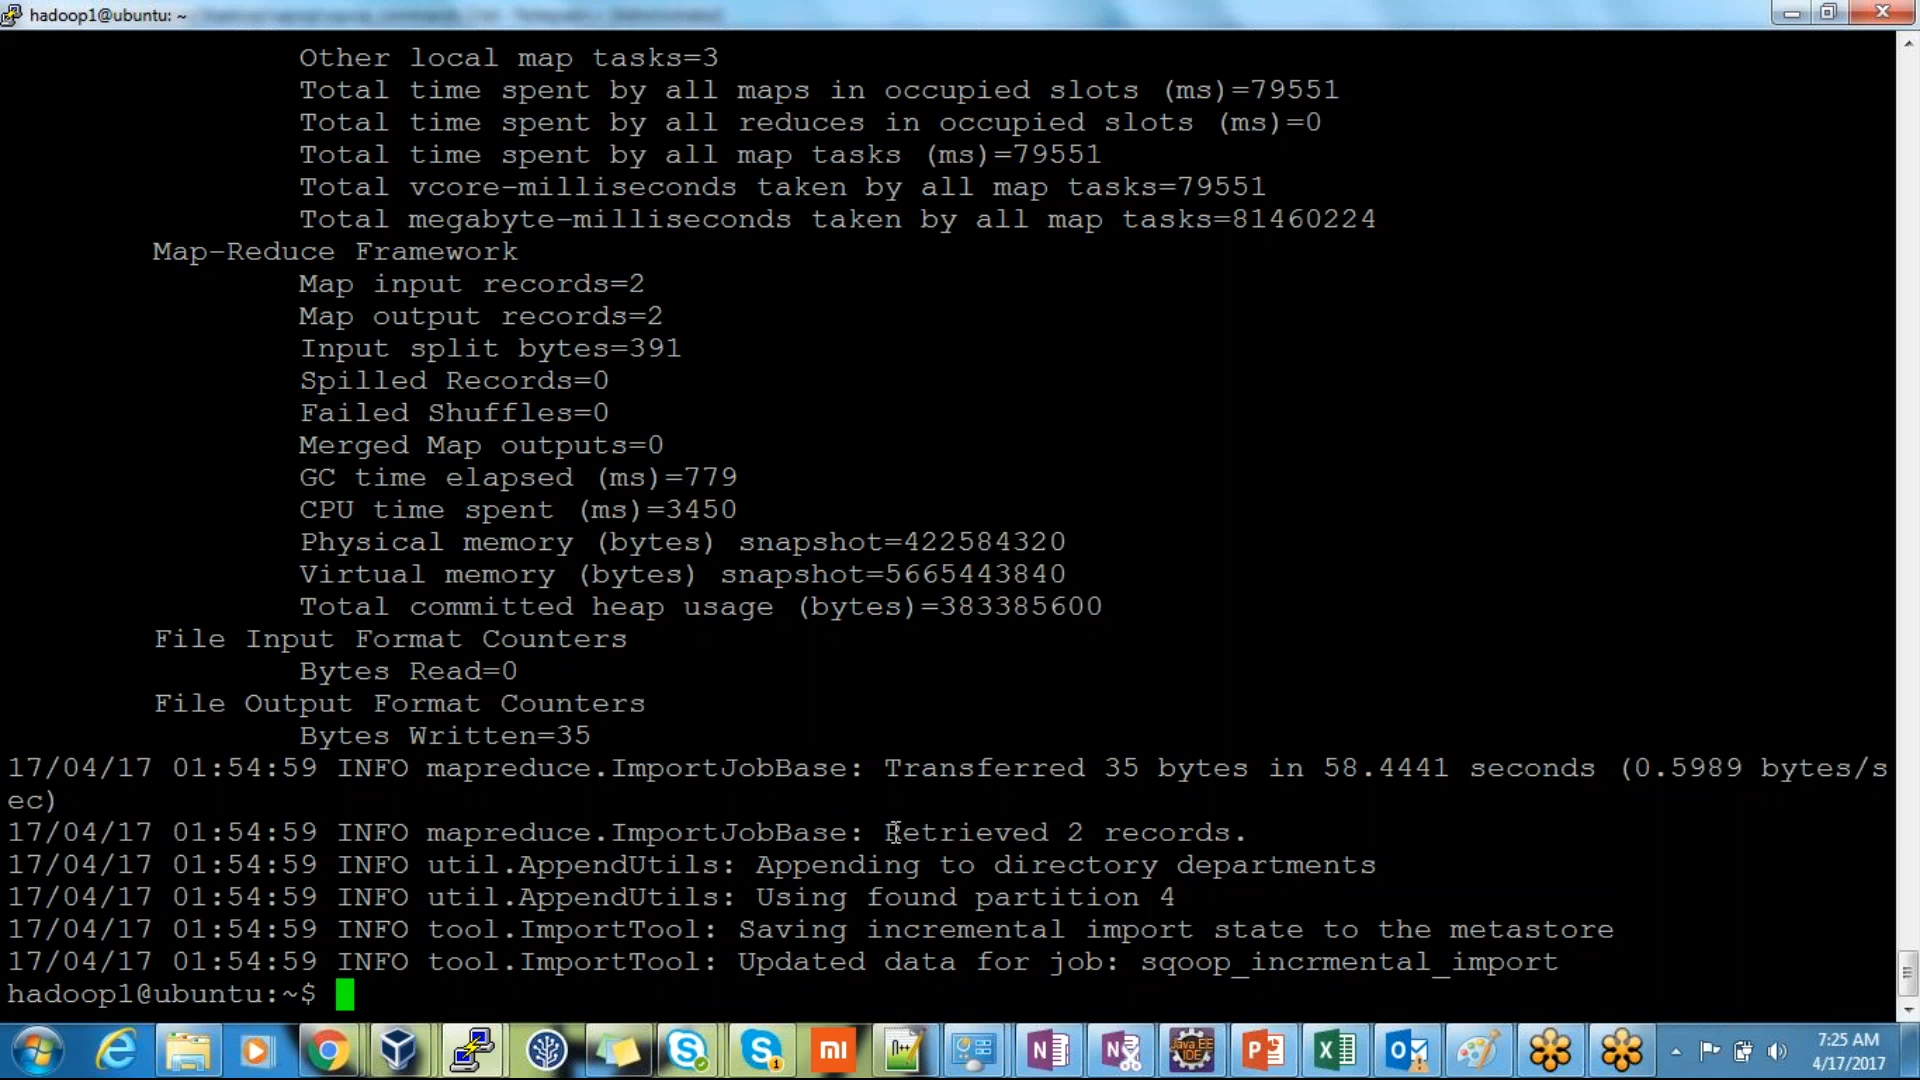 hadoop1@ubuntu: ~
Other local map tasks=3
Total time spent by all maps in occupied slots (ms)=79551
Total time spent by all reduces in occupied slots (ms)=0
Total time spent by all map tasks (ms)=79551
Total vcore-milliseconds taken by all map tasks=79551
Total megabyte-milliseconds taken by all map tasks=81460224
Map-Reduce Framework
Map input records=2
Map output records=2
Input split bytes=391
Spilled Records=0
Failed Shuffles=0
Merged Map outputs=0
GC time elapsed (ms)=779
CPU time spent (ms)=3450
Physical memory (bytes) snapshot=422584320
Virtual memory (bytes) snapshot=5665443840
Total committed heap usage (bytes)=383385600
File Input Format Counters
Bytes Read=0
File Output Format Counters
Bytes Written=35
17/04/17 01:54:59 INFO mapreduce.ImportJobBase: Transferred 35 bytes in 58.4441 seconds (0.5989 bytes/s
ec)
17/04/17 01:54:59 INFO mapreduce.ImportJobBase: Retrieved 2 records.
17/04/17 01:54:59 INFO util.AppendUtils: Appending to directory departments
17/04/17 01:54:59 INFO util.AppendUtils: Using found partition 4
17/04/17 01:54:59 INFO tool.ImportTool: Saving incremental import state to the metastore
17/04/17 01:54:59 INFO tool.ImportTool: Updated data for job: sqoop_incrmental_import
hadoop1@ubuntu:~$
7:25 AM
4/17/2017